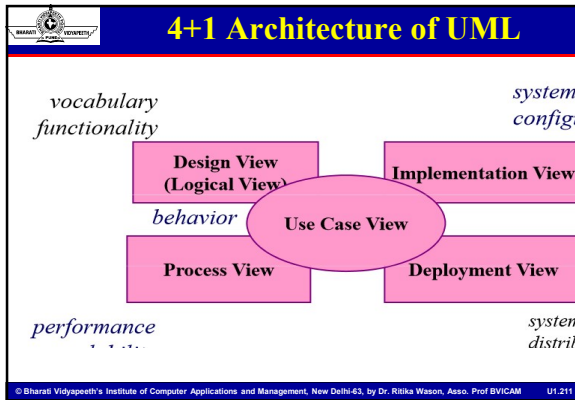 BHARATI VIDYAPEETH
PUNE
4+1 Architecture of UML
vocabulary
functionality
system
config
Design View
(Logical View)
Implementation View
behavior
Use Case View
Process View
Deployment View
performance
system
distrib
© Bharati Vidyapeeth's Institute of Computer Applications and Management, New Delhi-63, by Dr. Ritika Wason, Asso. Prof BVICAM U1.211